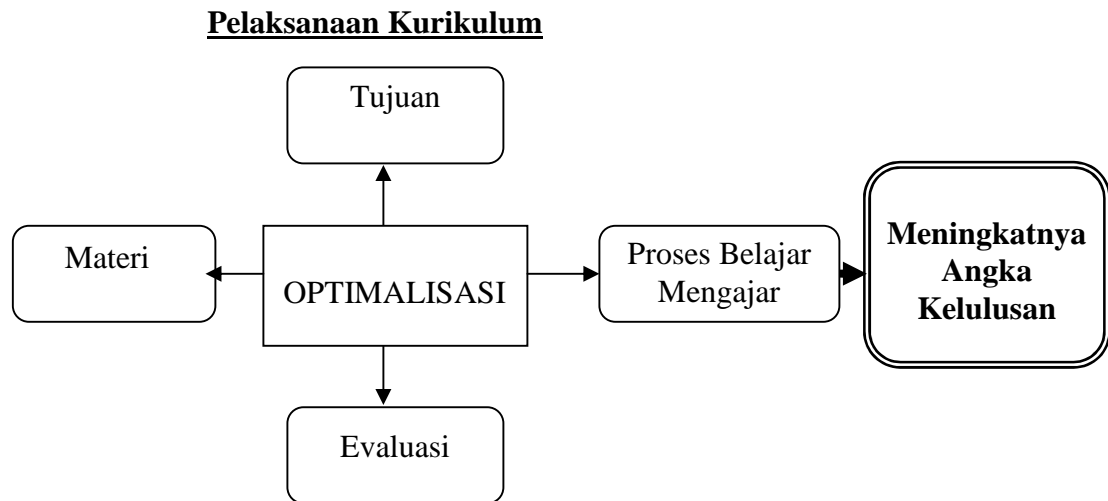 Pelaksanaan Kurikulum
Tujuan
Materi
OPTIMALISASI
Proses Belajar
Mengajar
Meningkatnya
Angka
Kelulusan
Evaluasi